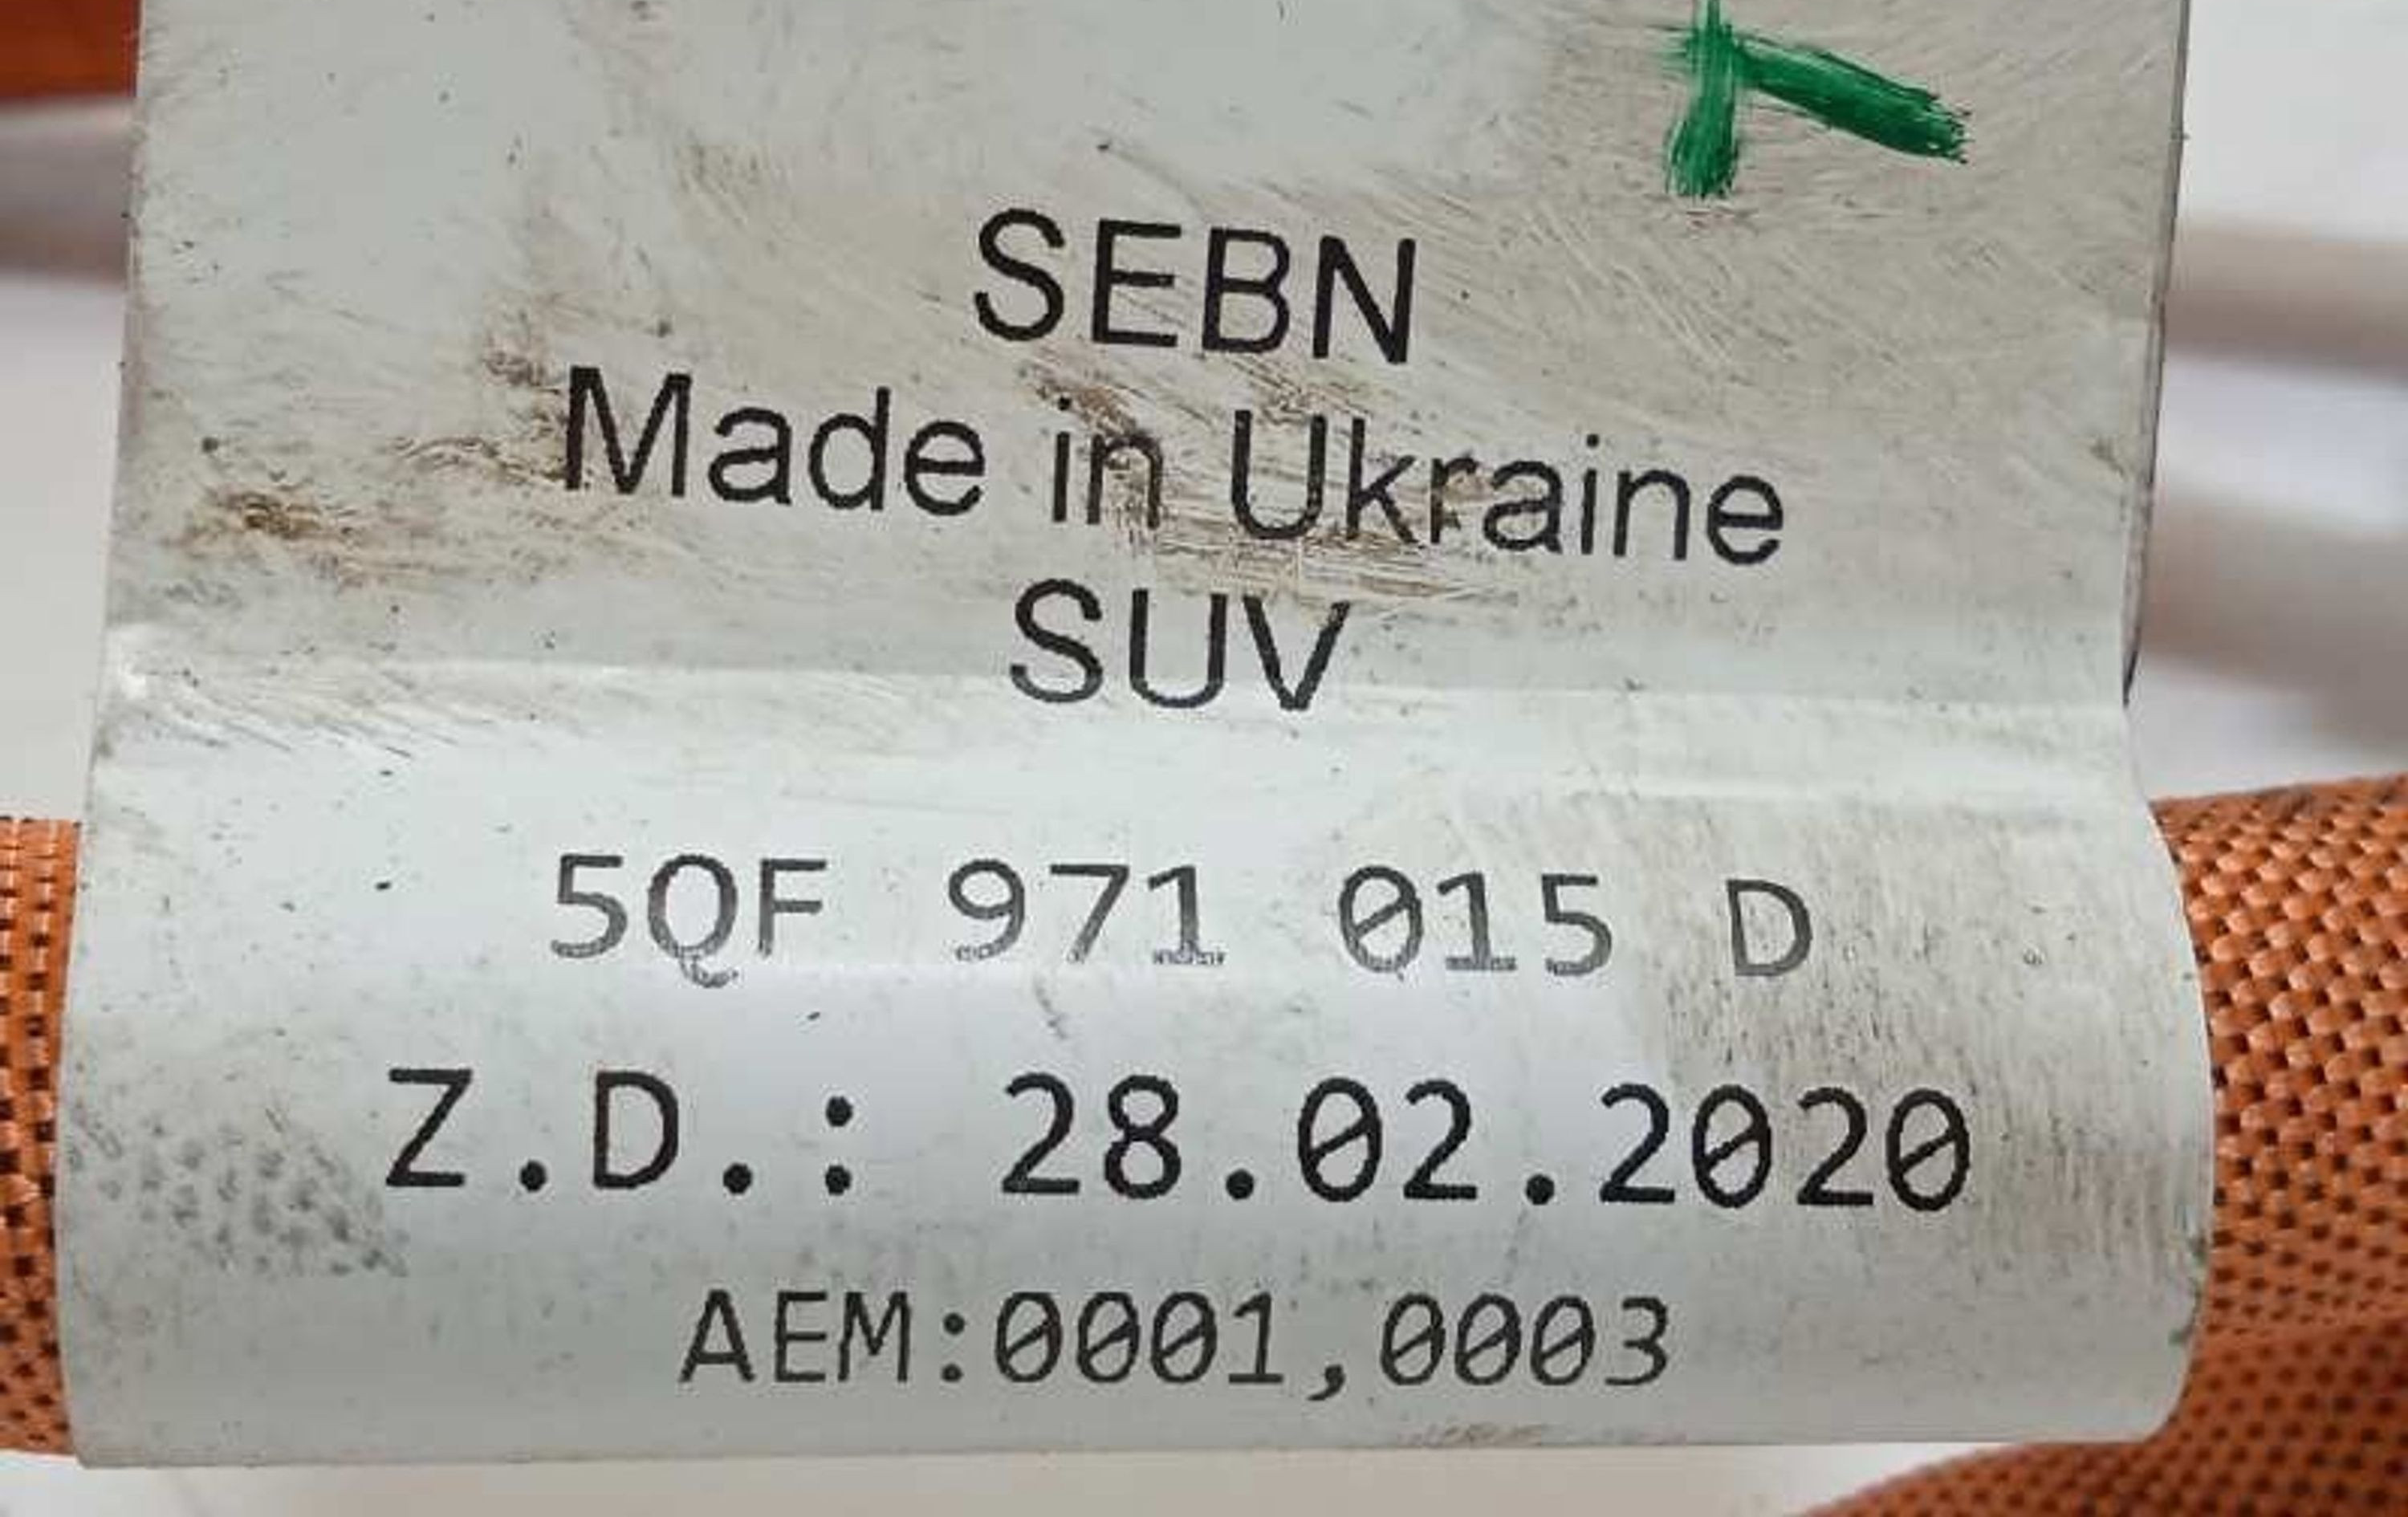 SEBN
Made in Ukraine
SUV
5QF 971 015 D
Z.D.: 28.02.2020
AEM:0001,0003